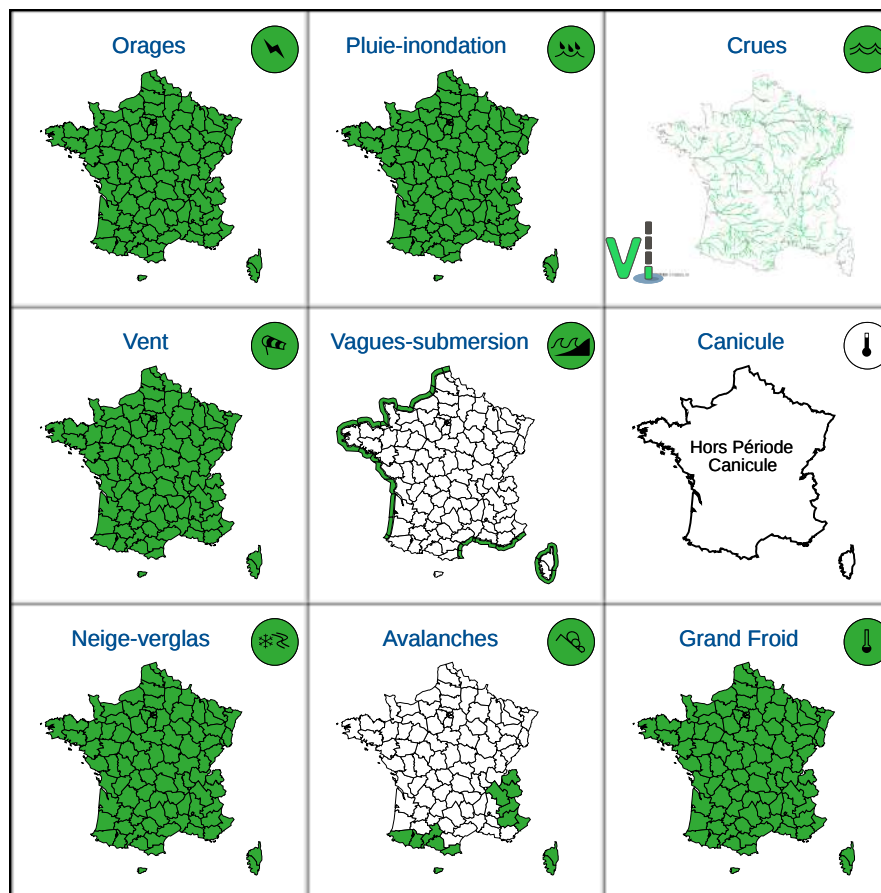 Orages
Pluie-inondation
Crues
Vent
Vagues-submersion
Canicule
Hors Période
Canicule
Neige-verglas
Avalanches
Grand Froid